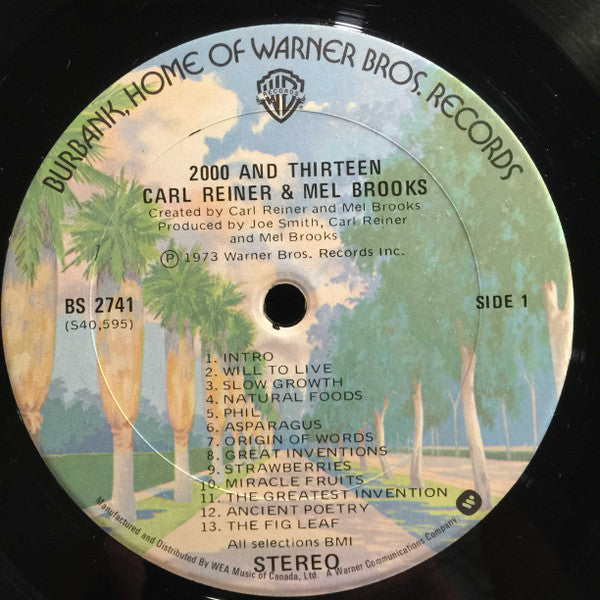 BURBANK, HOME OF WARNER BROS. RECORDS
RECORDS
2000 AND THIRTEEN
CARL REINER & MEL BROOKS
Created by Carl Reiner and Mel Brooks
Produced by Joe Smith, Carl Reiner
and Mel Brooks
℗ 1973 Warner Bros. Records Inc.
BS 2741
(S40,595)
SIDE 1
1. INTRO
2. WILL TO LIVE
3. SLOW GROWTH
4. NATURAL FOODS
5. PHIL
6. ASPARAGUS
7. ORIGIN OF WORDS
8. GREAT INVENTIONS
9. STRAWBERRIES
10. MIRACLE FRUITS
11. THE GREATEST INVENTION
12. ANCIENT POETRY
13. THE FIG LEAF
All selections BMI
STEREO
Manufactured and Distributed By WEA Music of Canada, Ltd. A Warner Communications Company